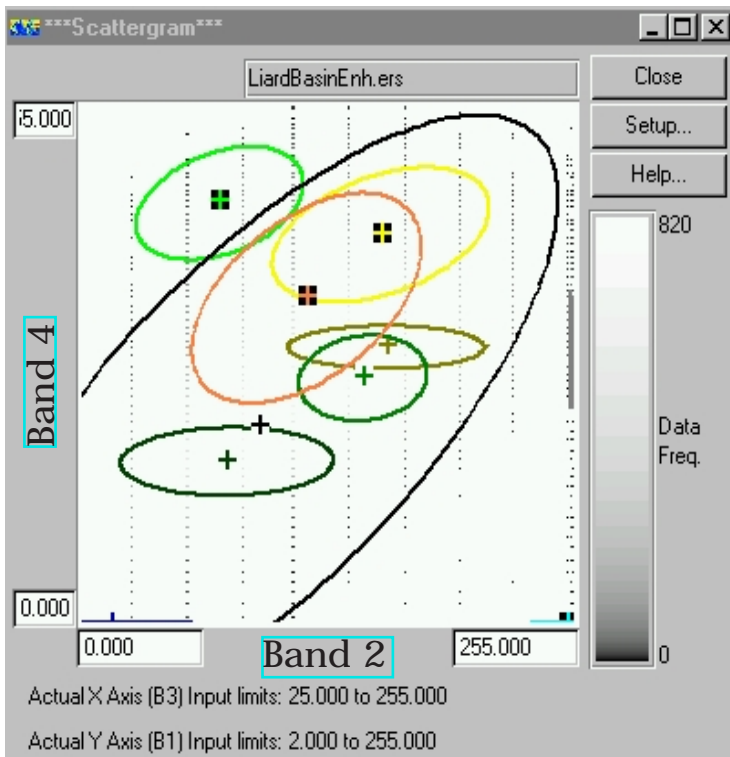 ***Scattergram***
LiardBasinEnh.ers
Close
5.000
Setup...
Help...
820
Band 4
Data
Freq.
0.000
0
0.000
Band 2
255.000
Actual X Axis (B3) Input limits: 25.000 to 255.000
Actual Y Axis (B1) Input limits: 2.000 to 255.000